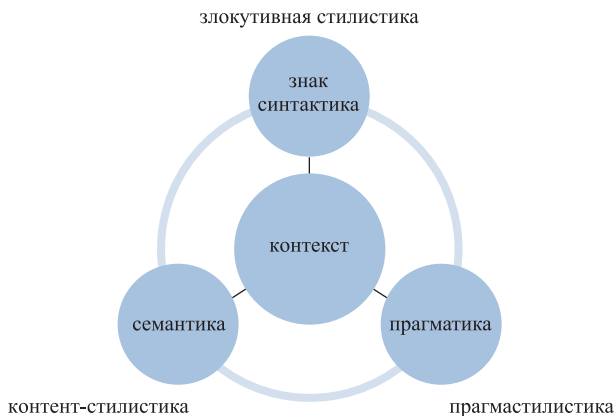 злокутивная стилистика
знак
синтактика
контекст
семантика
прагматика
контент-стилистика
прагмастилистика